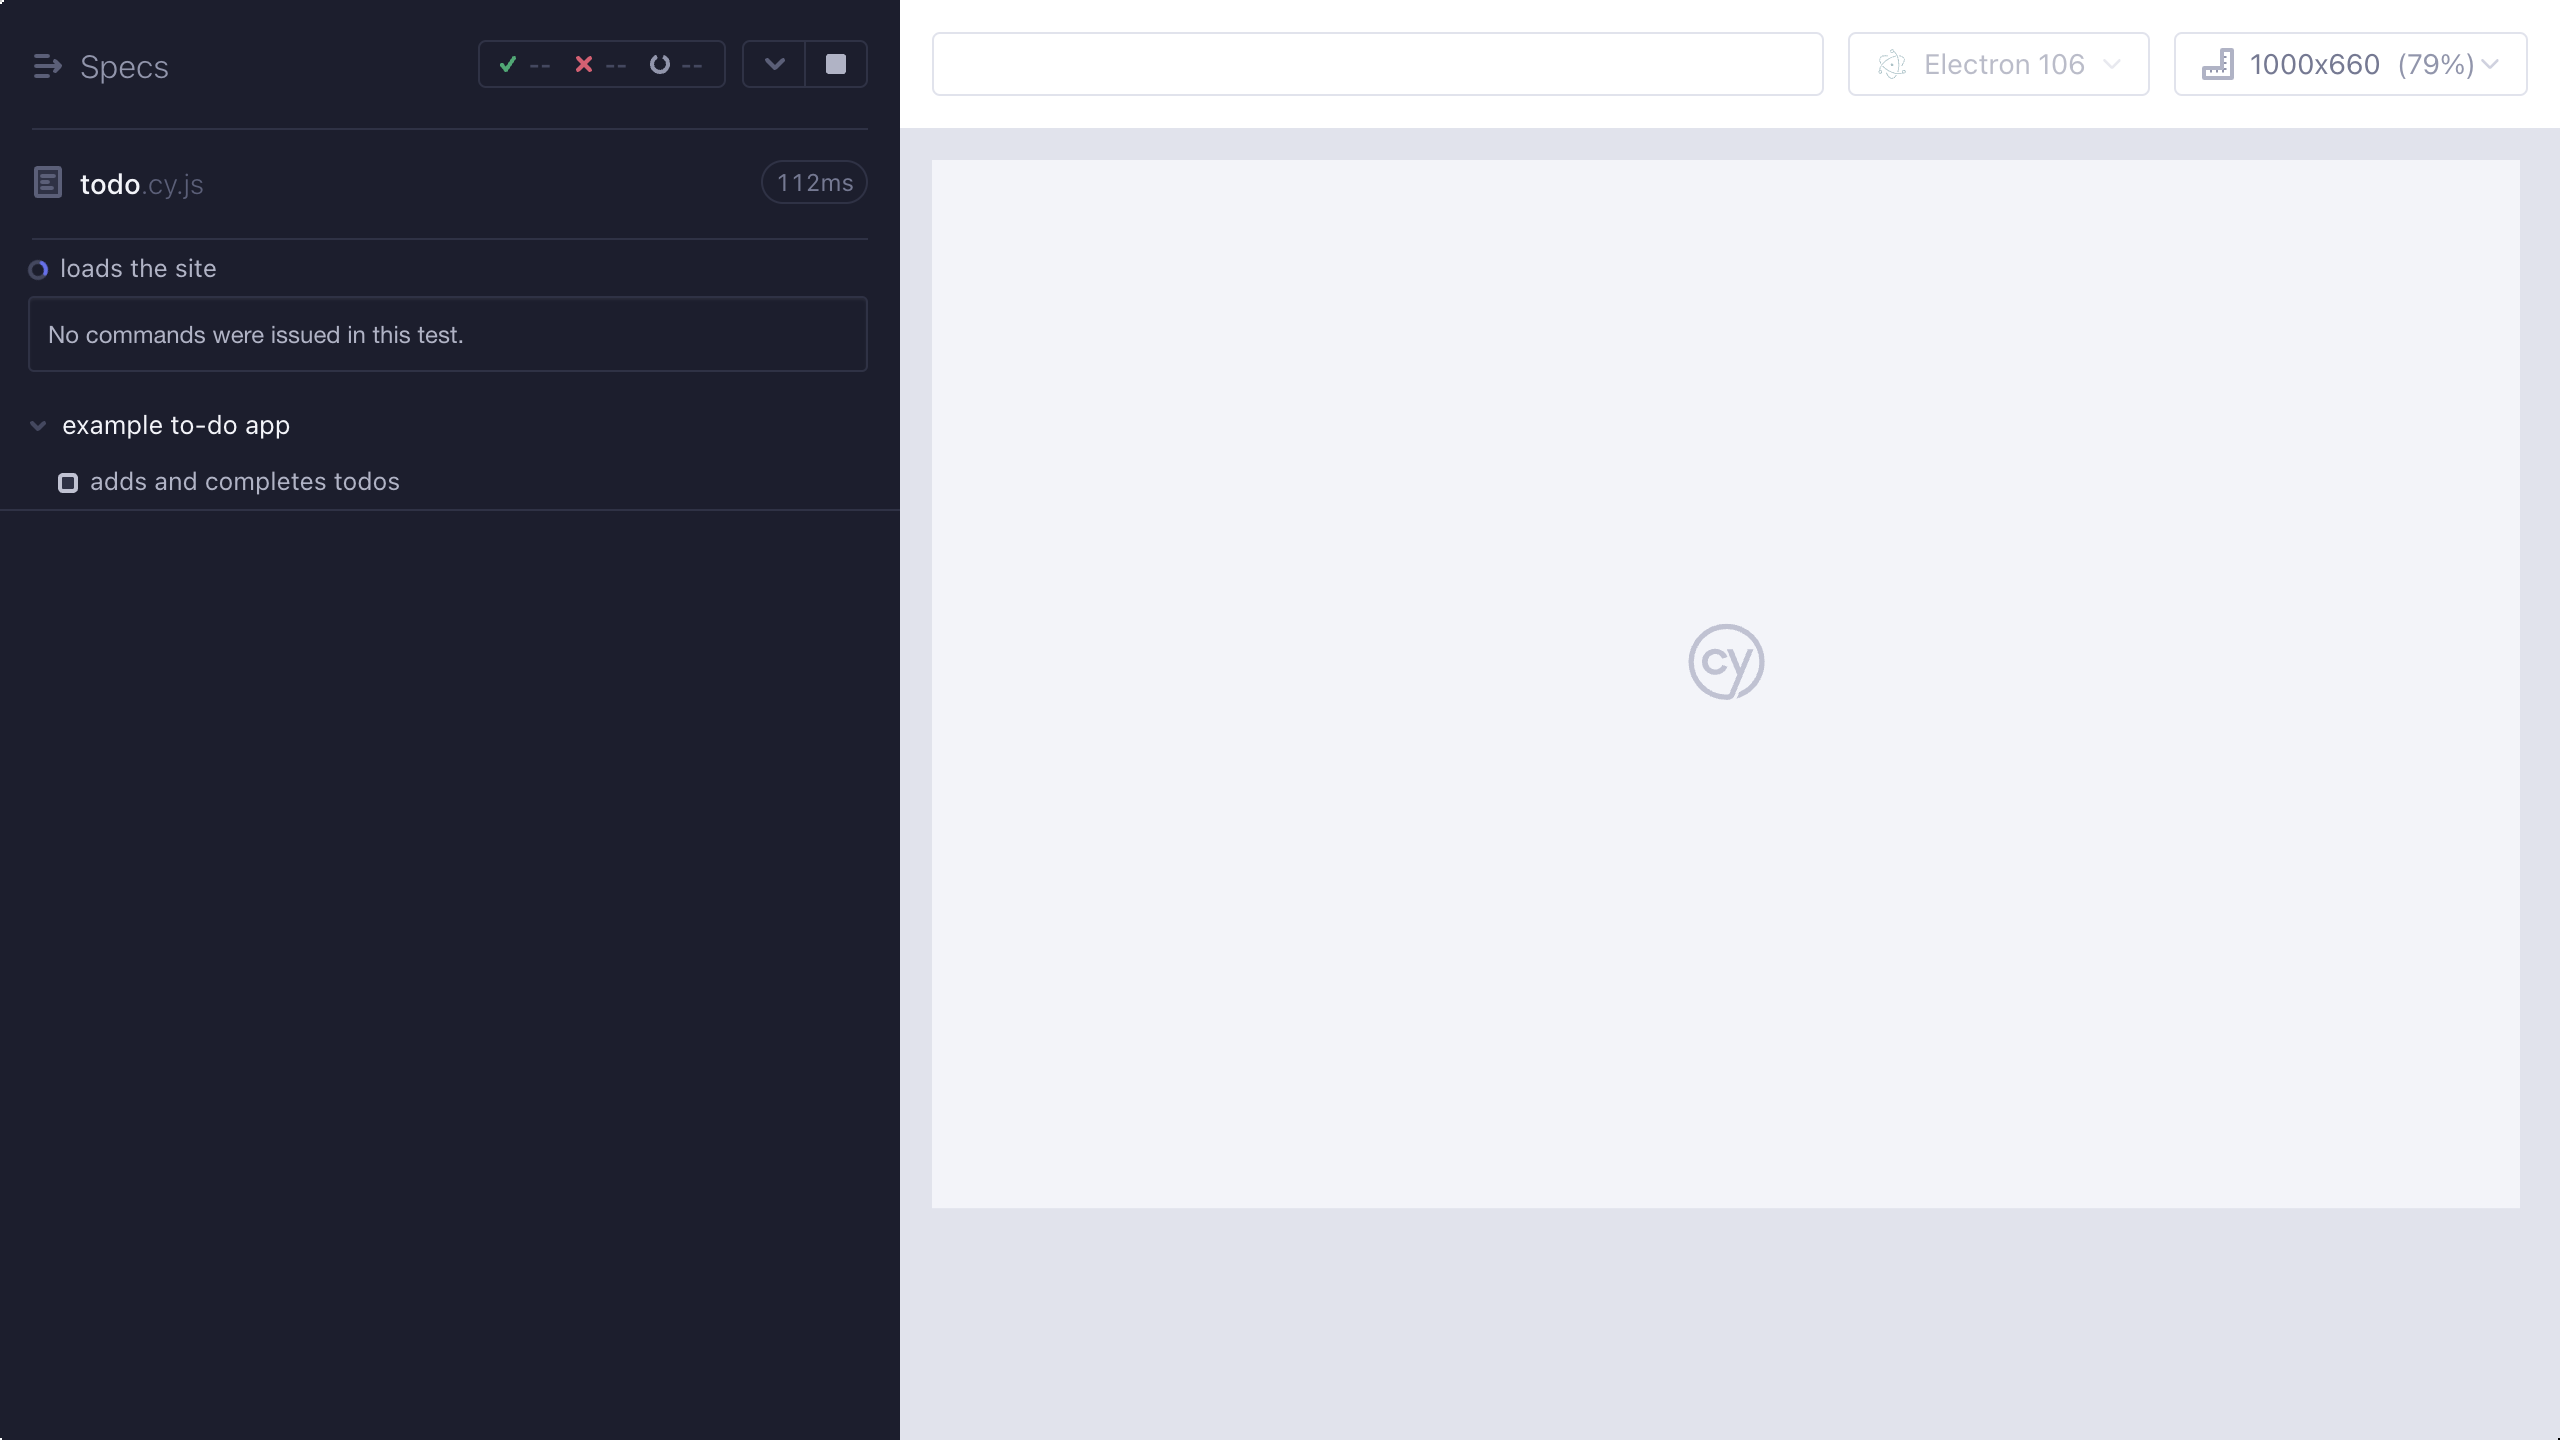 Specs
-- -- --
Electron 106
1000x660 (79%)
todo.cy.js
112ms
loads the site
No commands were issued in this test.
example to-do app
adds and completes todos
cy